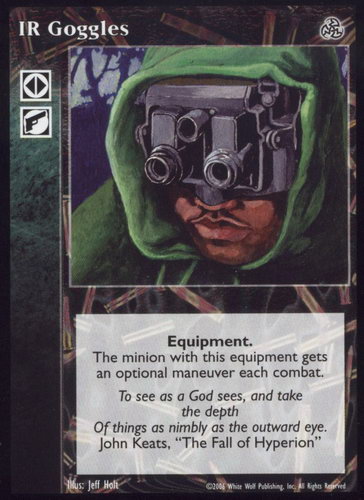 IR Goggles
Equipment.
The minion with this equipment gets
an optional maneuver each combat.
To see as a God sees, and take
the depth
Of things as nimbly as the outward eye.
John Keats, "The Fall of Hyperion"
Illus: Jeff Holt
©2006 White Wolf Publishing, Inc. All Rights Reserved